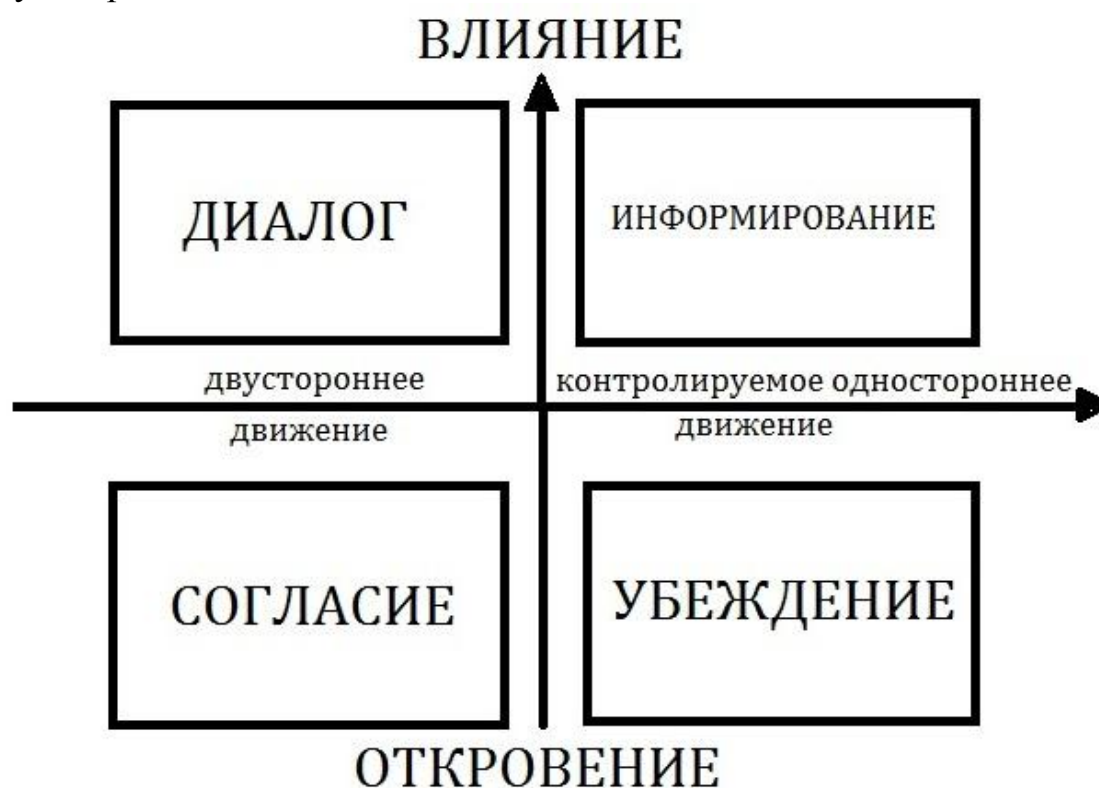 ВЛИЯНИЕ
ДИАЛОГ
ИНФОРМИРОВАНИЕ
двустороннее
движение
контролируемое одностороннее
движение
СОГЛАСИЕ
УБЕЖДЕНИЕ
ОТКРОВЕНИЕ